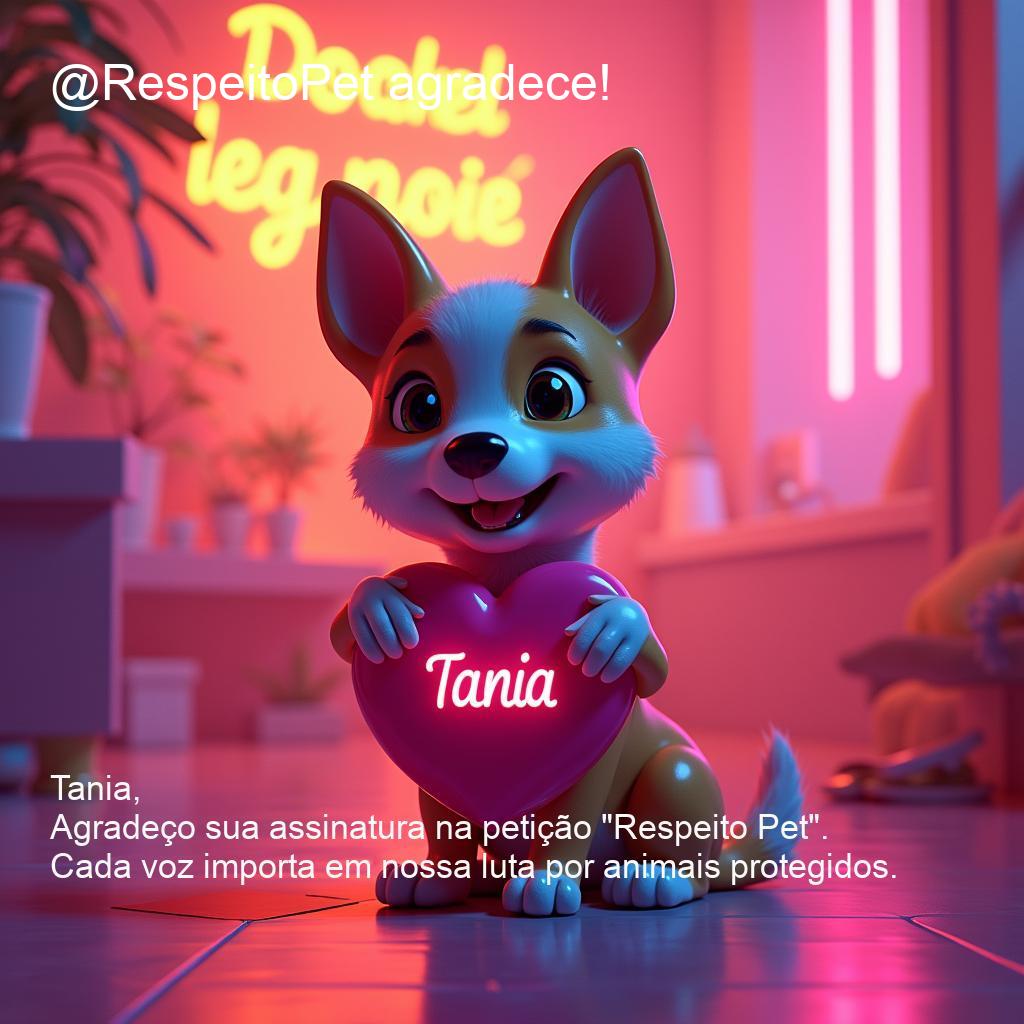 @RespeitoPet agradece!
leg noié
Tania
Tania,
Agradeço sua assinatura na petição "Respeito Pet".
Cada voz importa em nossa luta por animais protegidos.